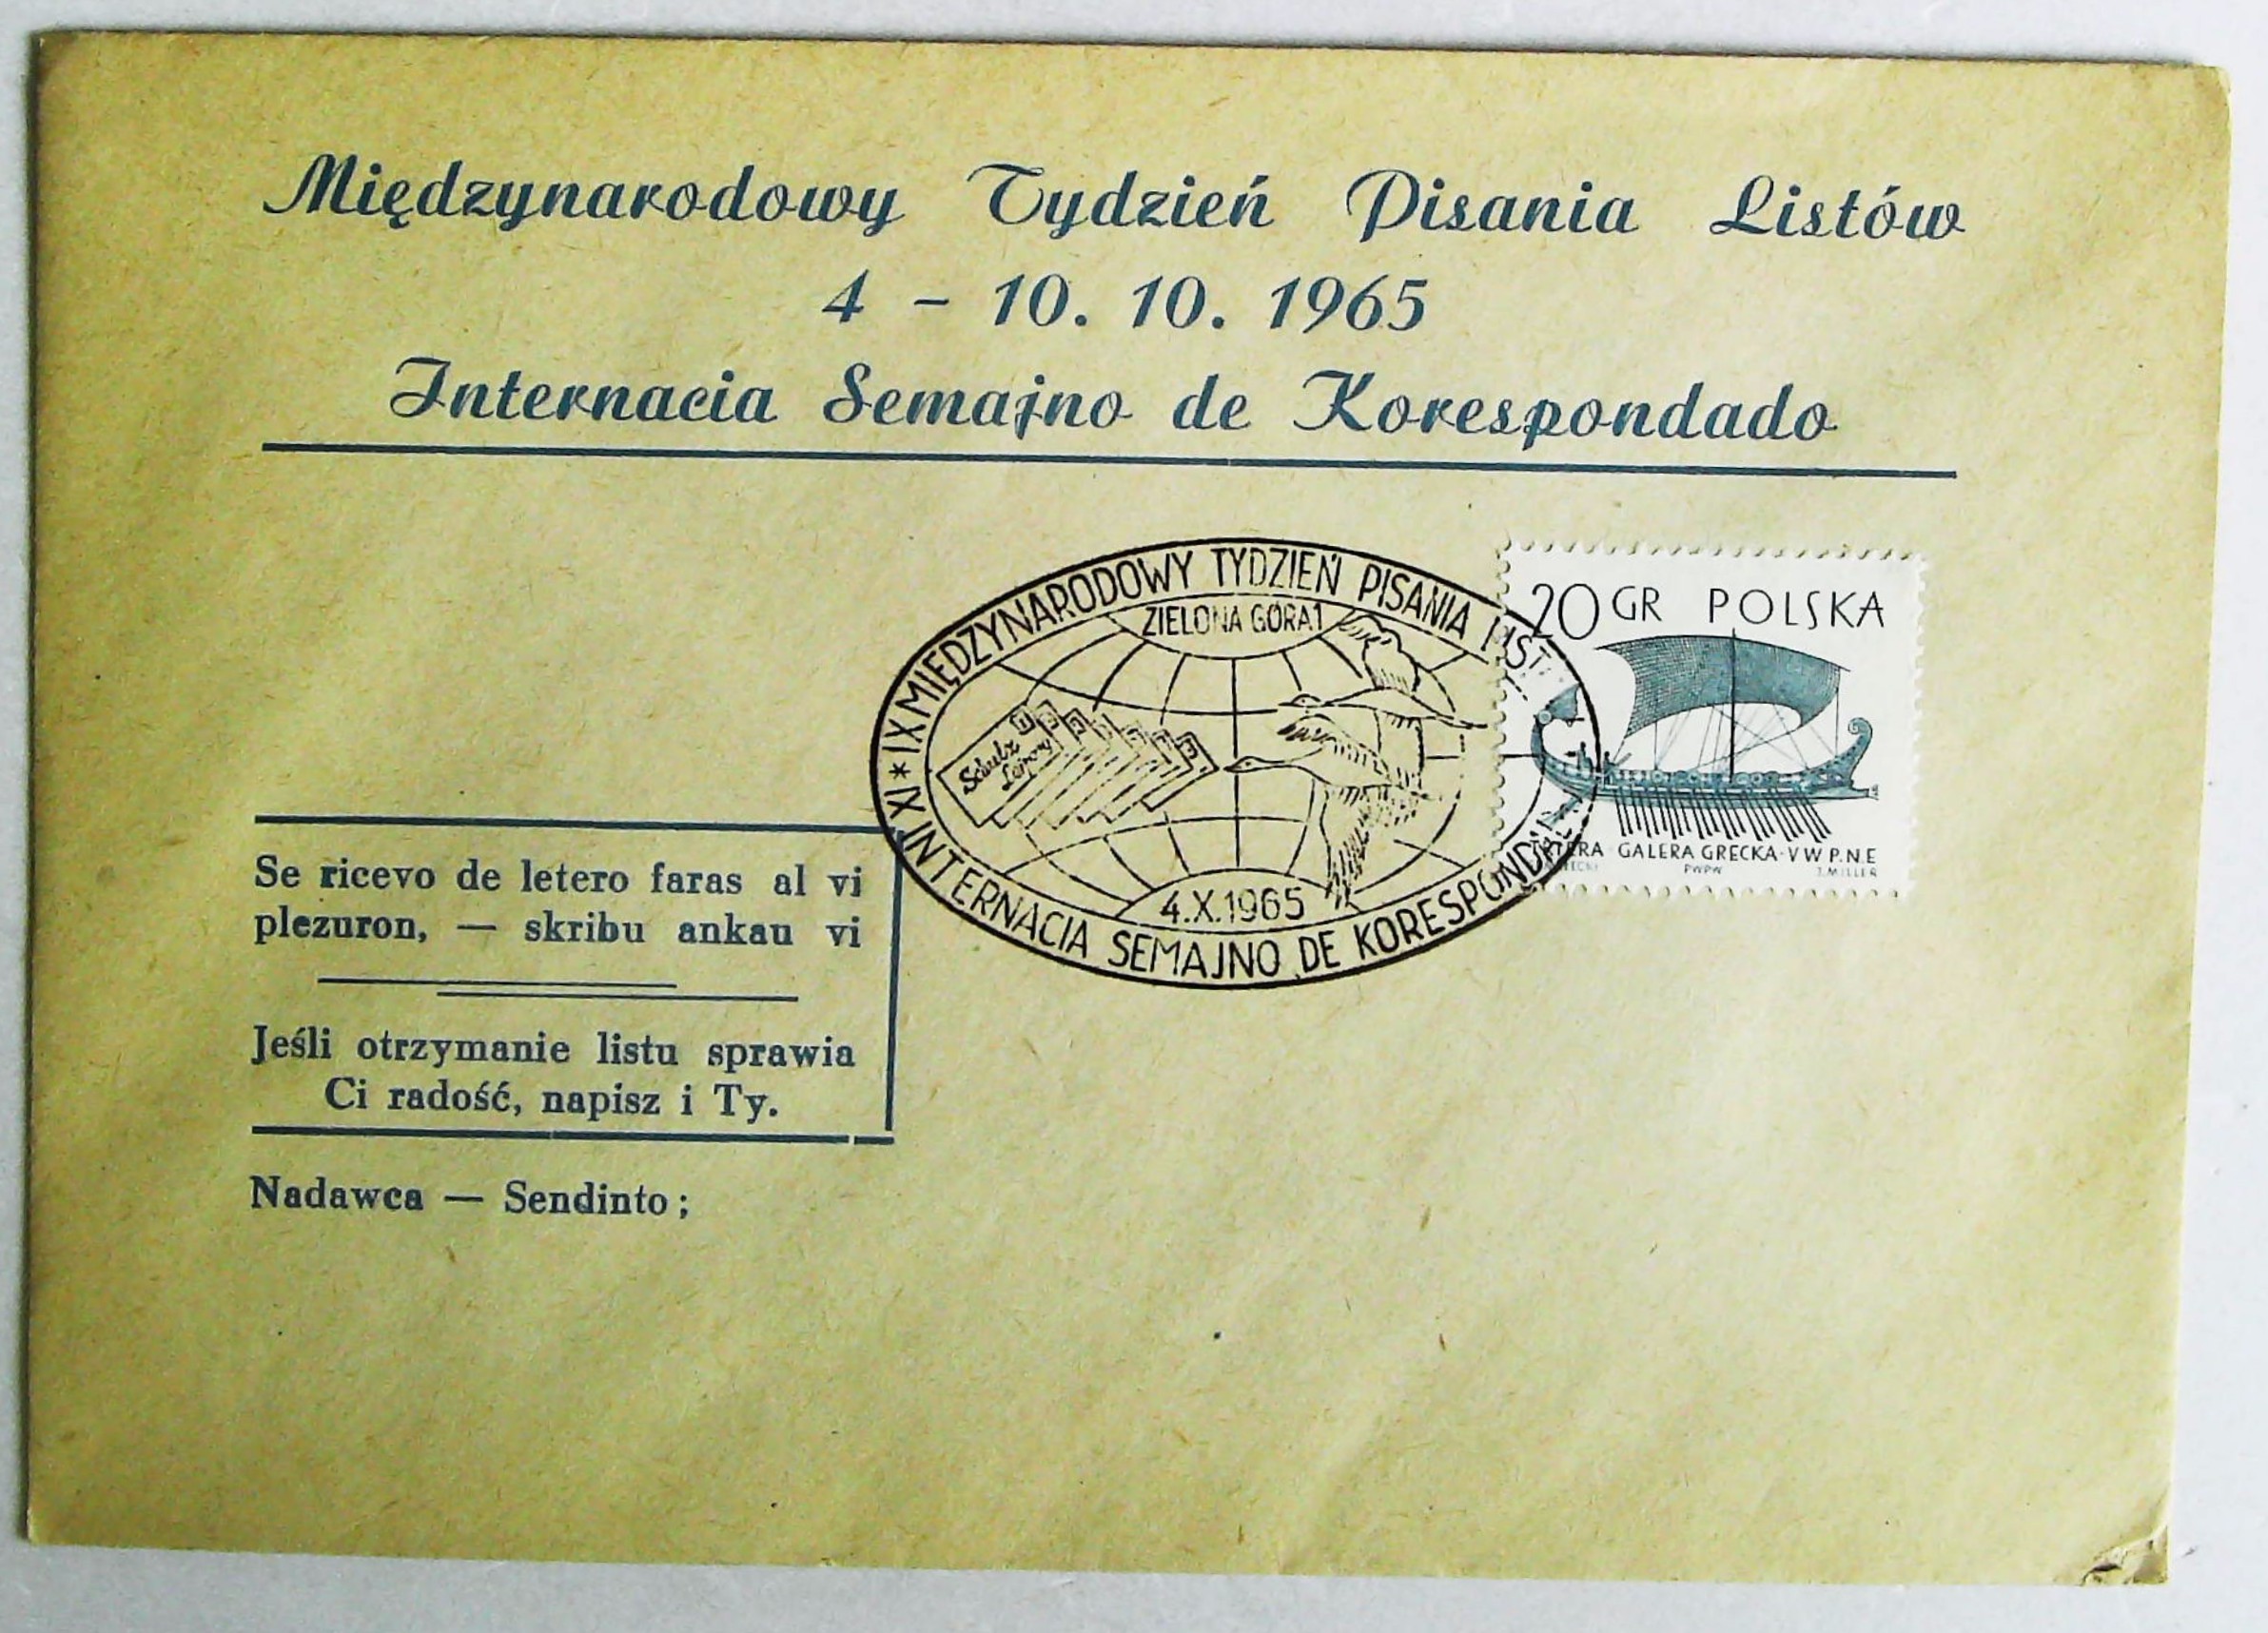 Międzynarodowy Tydzień Pisania Listów
4 – 10. 10. 1965
Internacia Semajno de Korespondado
* IX MIĘDZYNARODOWY TYDZIEŃ PISANIA
ZIELONA GÓRA 1
4.X.1965
IX INTERNACIA SEMAJNO DE
20 GR POLSKA
GALERA GRECKA · V W P.N.E
PWPW
J. MILLER
Se ricevo de letero faras al vi
plezuron, — skribu ankau vi
Jeśli otrzymanie listu sprawia
Ci radość, napisz i Ty.
Nadawca — Sendinto ;